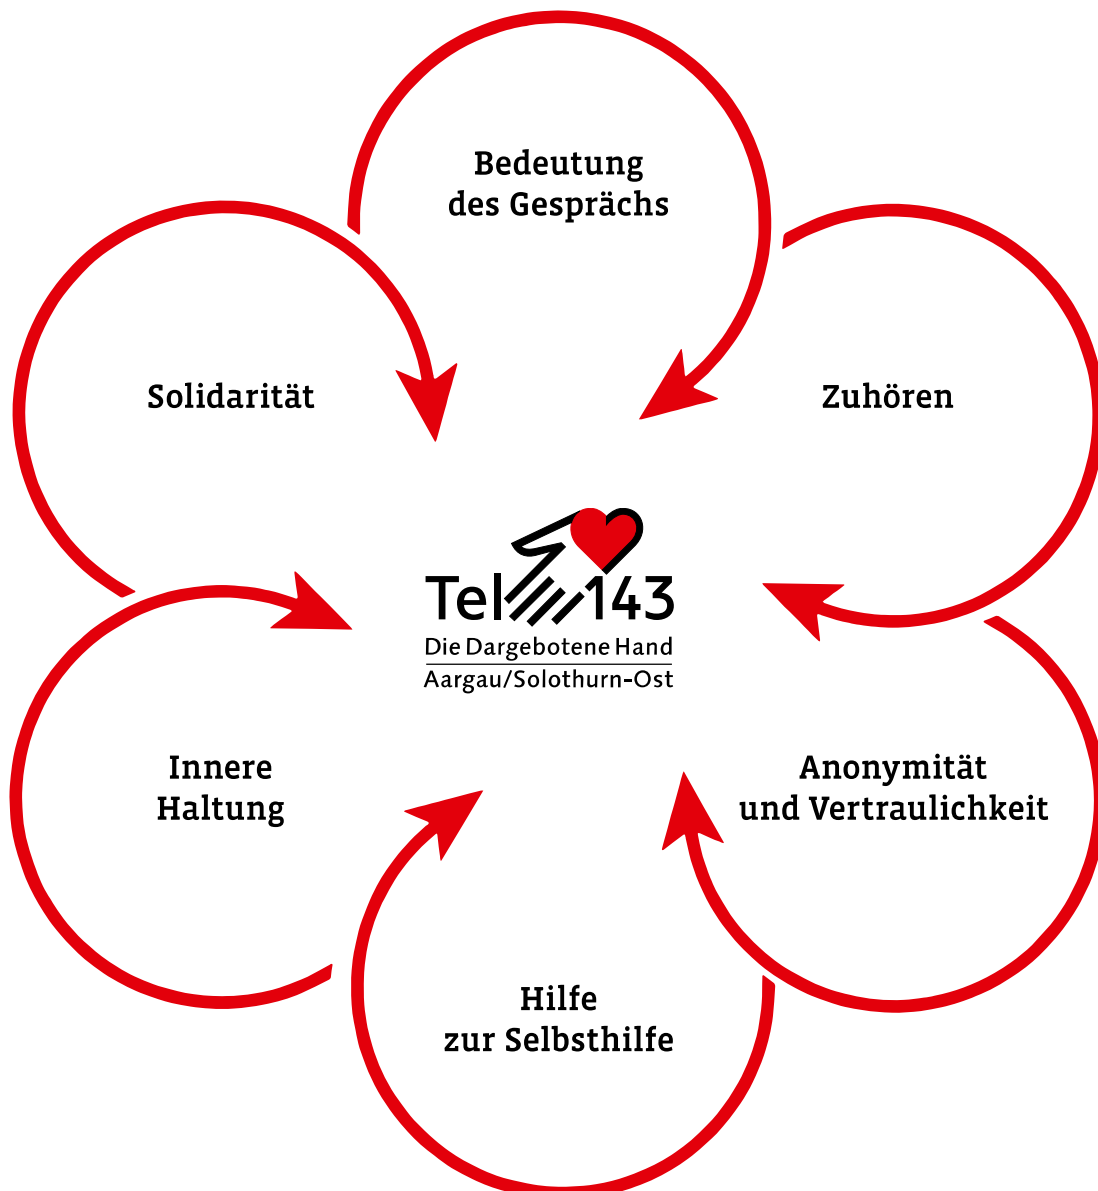 Bedeutung
des Gesprächs
Solidarität
Zuhören
Tel 143
Die Dargebotene Hand
Aargau/Solothurn-Ost
Innere
Haltung
Anonymität
und Vertraulichkeit
Hilfe
zur Selbsthilfe